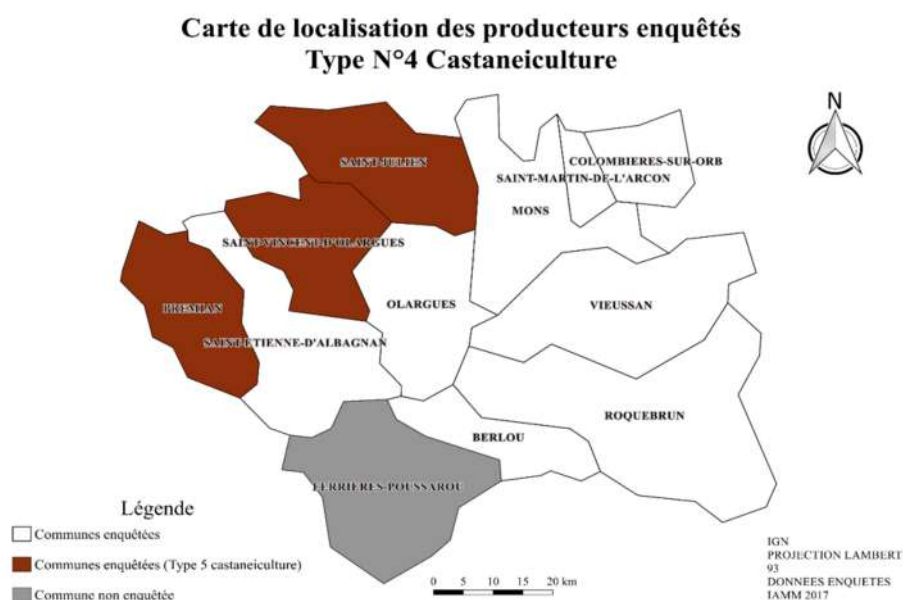 Carte de localisation des producteurs enquêtés
Type N°4 Castaneiculture
N
SAINT-JULIEN
COLOMBIERES-SUR-ORB
SAINT-MARTIN-DE-L'ARCON
MONS
SAINT-VINCENT-D'OLARGUES
OLARGUES
VIEUSSAN
PREMIAN
SAINT-ETIENNE-D'ALBAGNAN
ROQUEBRUN
BERLOU
FERRIERES-POUSSAROU
Légende
Communes enquêtées
Communes enquêtées (Type 5 castaneiculture)
Commune non enquêtée
0 5 10 15 20 km
IGN
PROJECTION LAMBERT
93
DONNEES ENQUETES
IAMM 2017